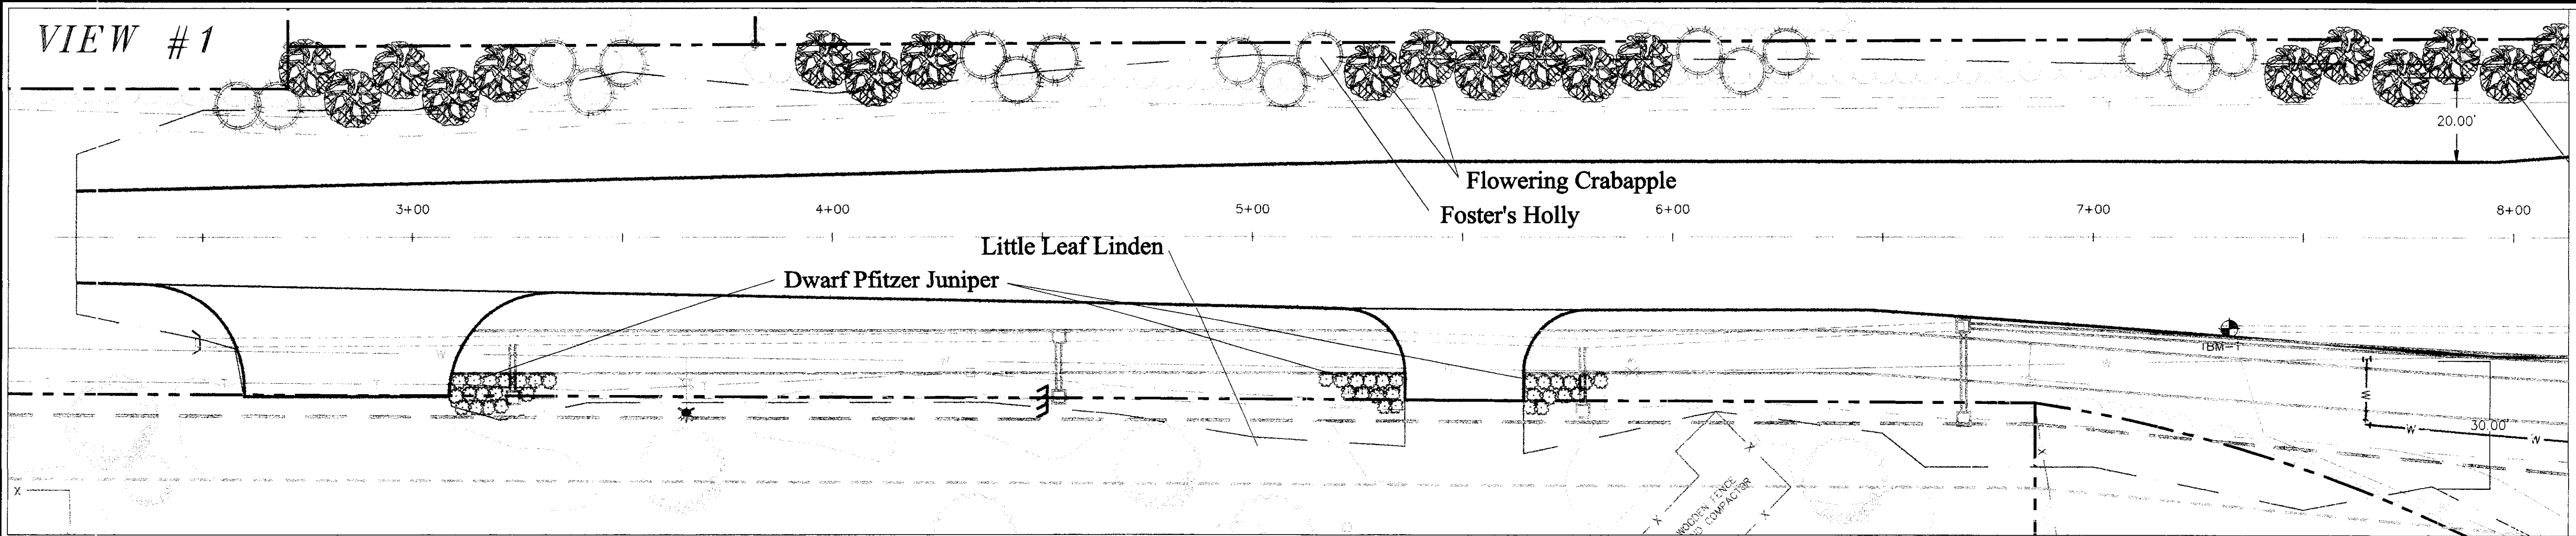 VIEW #1
20.00'
Flowering Crabapple
3+00
4+00
5+00
6+00
7+00
8+00
Foster's Holly
Little Leaf Linden
Dwarf Pfitzer Juniper
TBM-1
W
W
W
W
W
30.00'
X
X
X
X
X
X
WOODEN FENCE
COMPACTOR